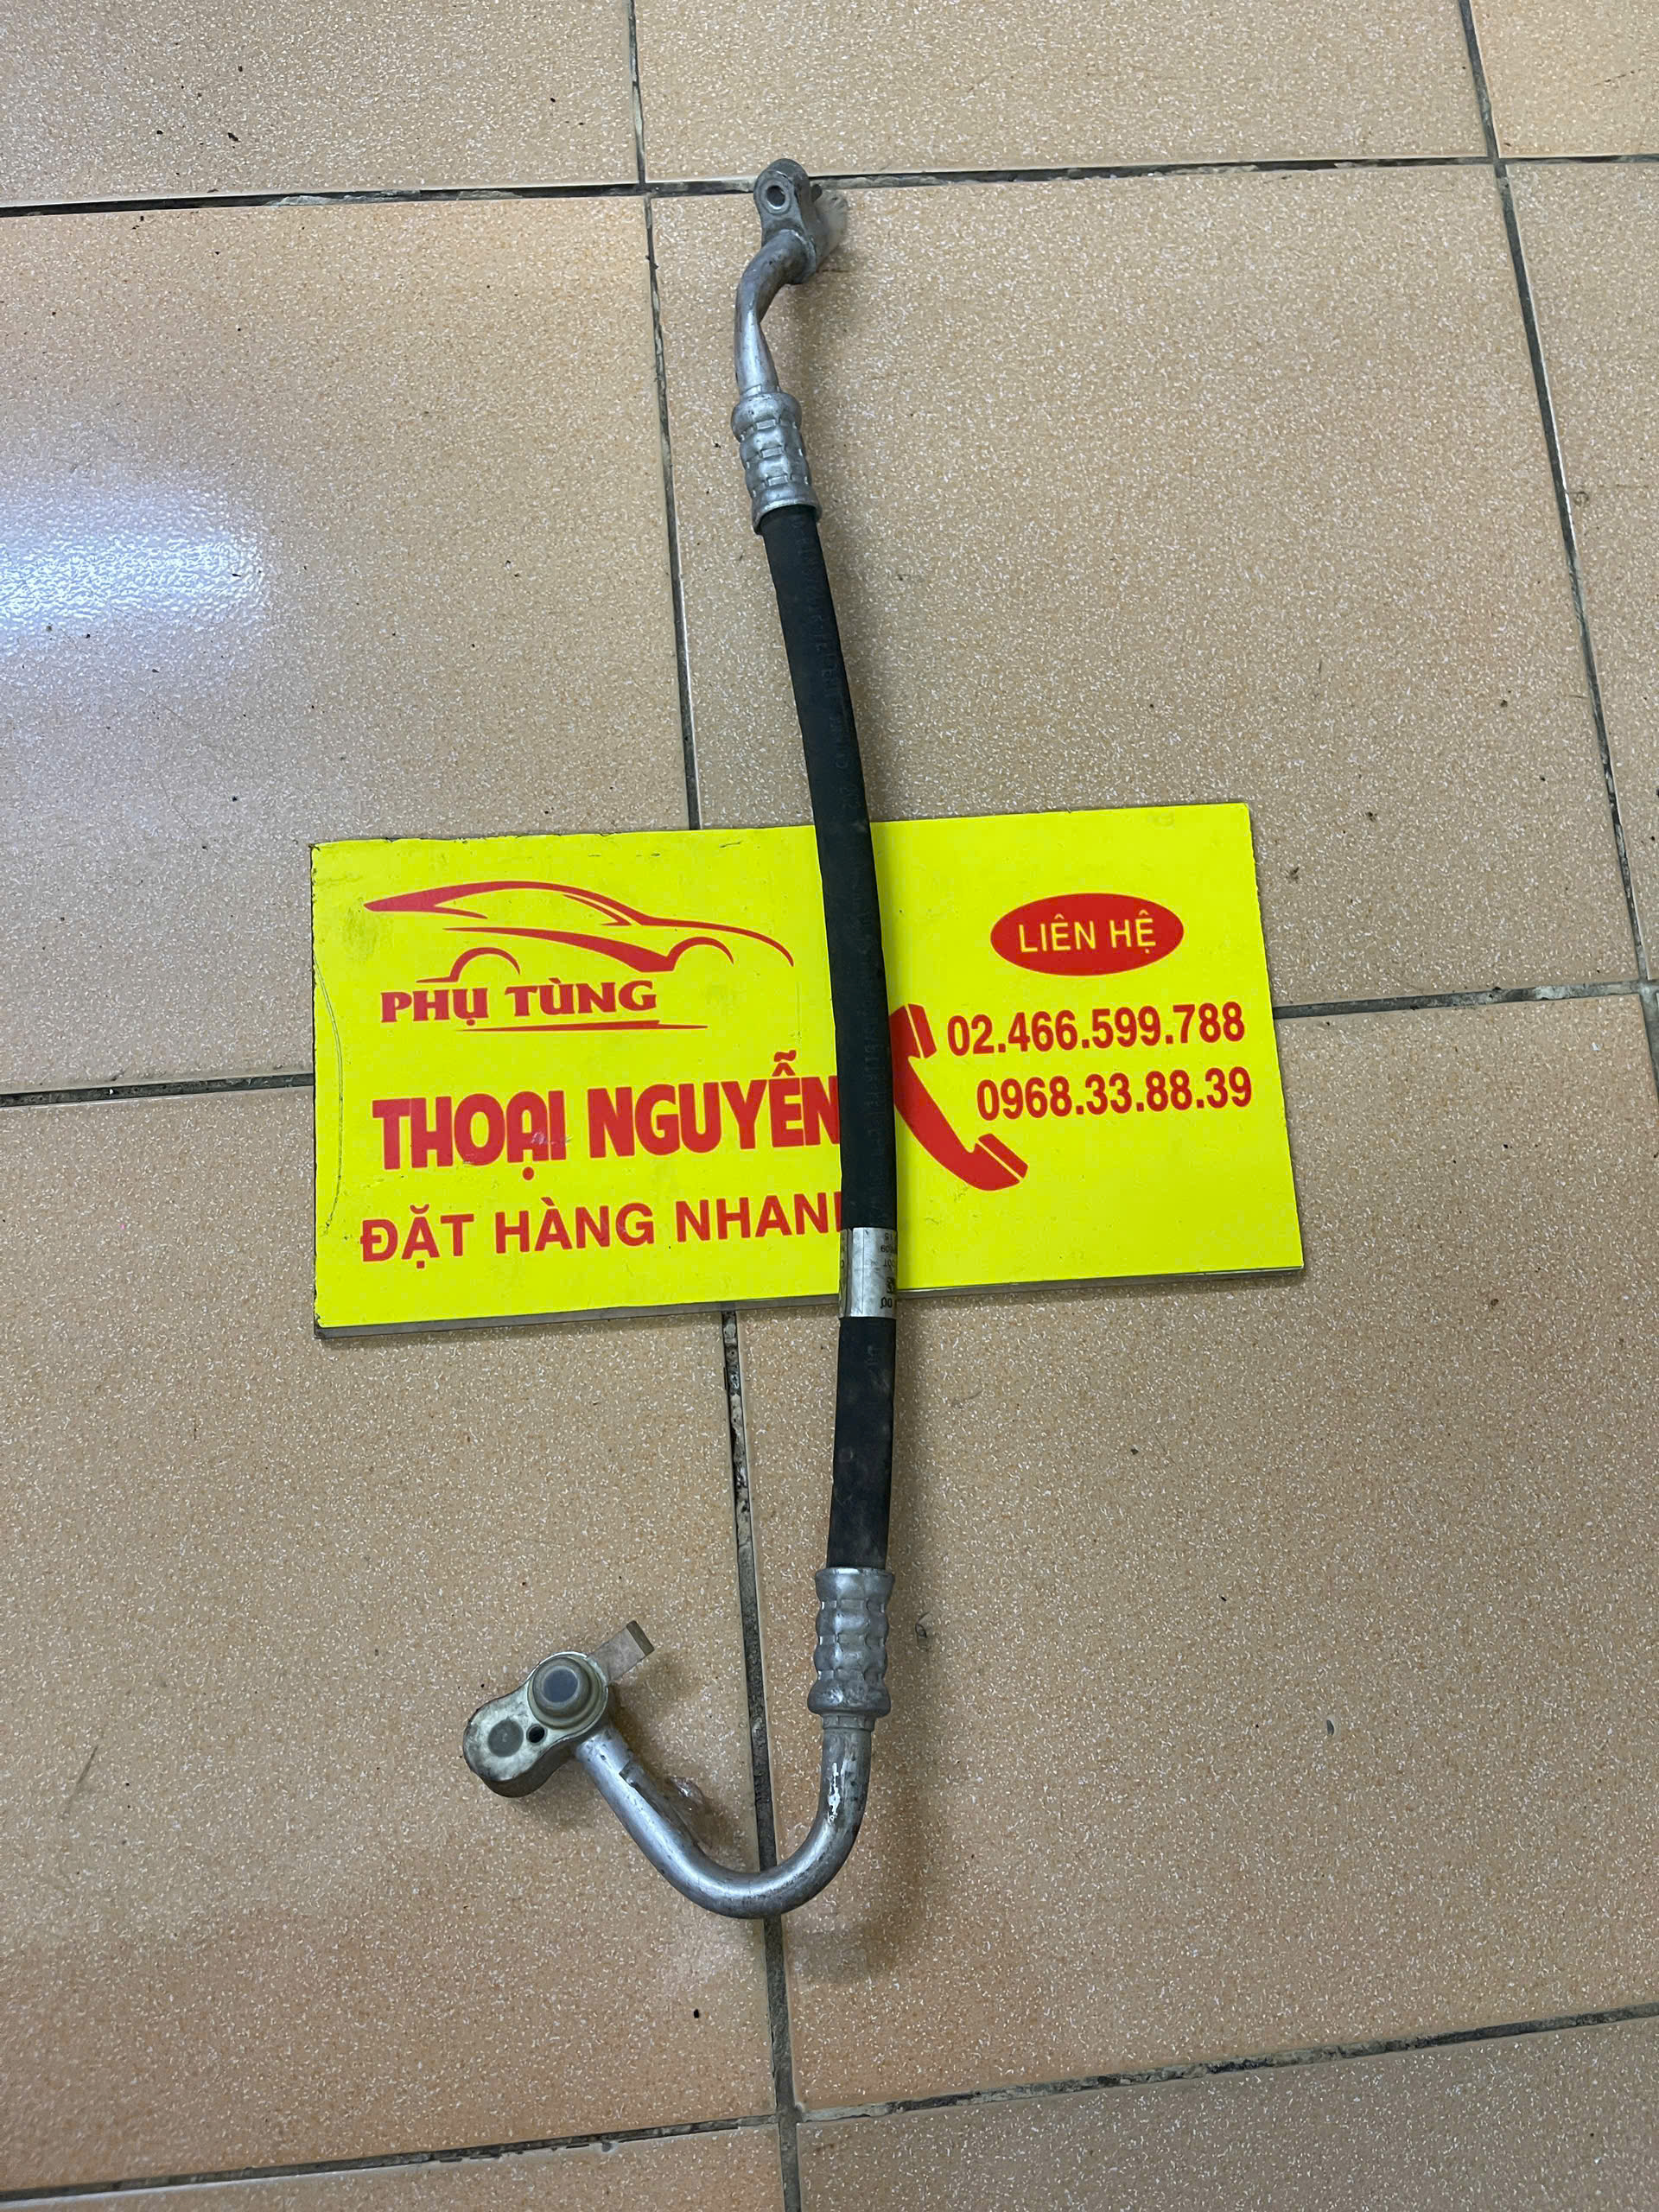 PHỤ TÙNG
THOẠI NGUYỄN
ĐẶT HÀNG NHANH
LIÊN HỆ
02.466.599.788
0968.33.88.39